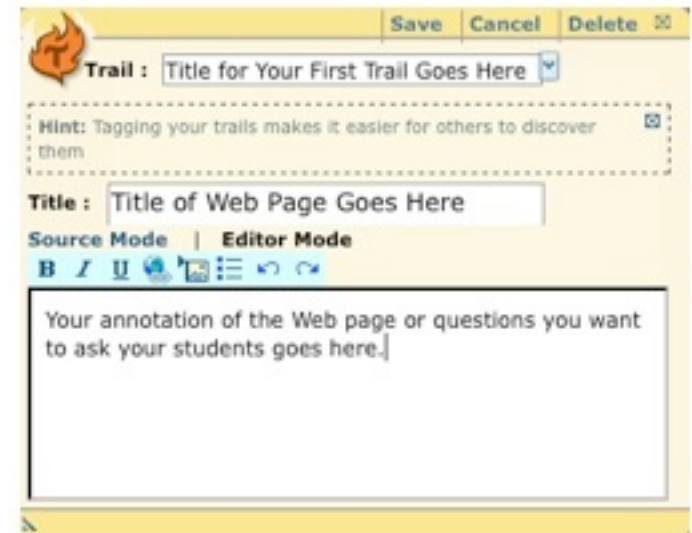 Save Cancel Delete
Trail : Title for Your First Trail Goes Here
Hint: Tagging your trails makes it easier for others to discover
them
Title : Title of Web Page Goes Here
Source Mode | Editor Mode
B I U
Your annotation of the Web page or questions you want
to ask your students goes here.